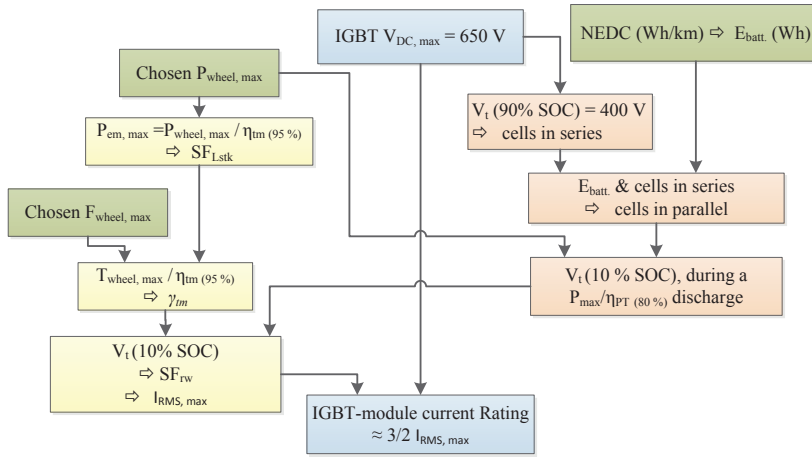 IGBT V_DC, max = 650 V
NEDC (Wh/km) ⇨ E_batt. (Wh)
Chosen P_wheel, max
V_t (90% SOC) = 400 V
⇨ cells in series
P_em, max =P_wheel, max / η_tm (95 %)
⇨ SF_Lstk
E_batt. & cells in series
⇨ cells in parallel
Chosen F_wheel, max
T_wheel, max / η_tm (95 %)
⇨ γ_tm
V_t (10 % SOC), during a
P_max/η_PT (80 %) discharge
V_t (10% SOC)
⇨ SF_rw
⇨ I_RMS, max
IGBT-module current Rating
≈ 3/2 I_RMS, max